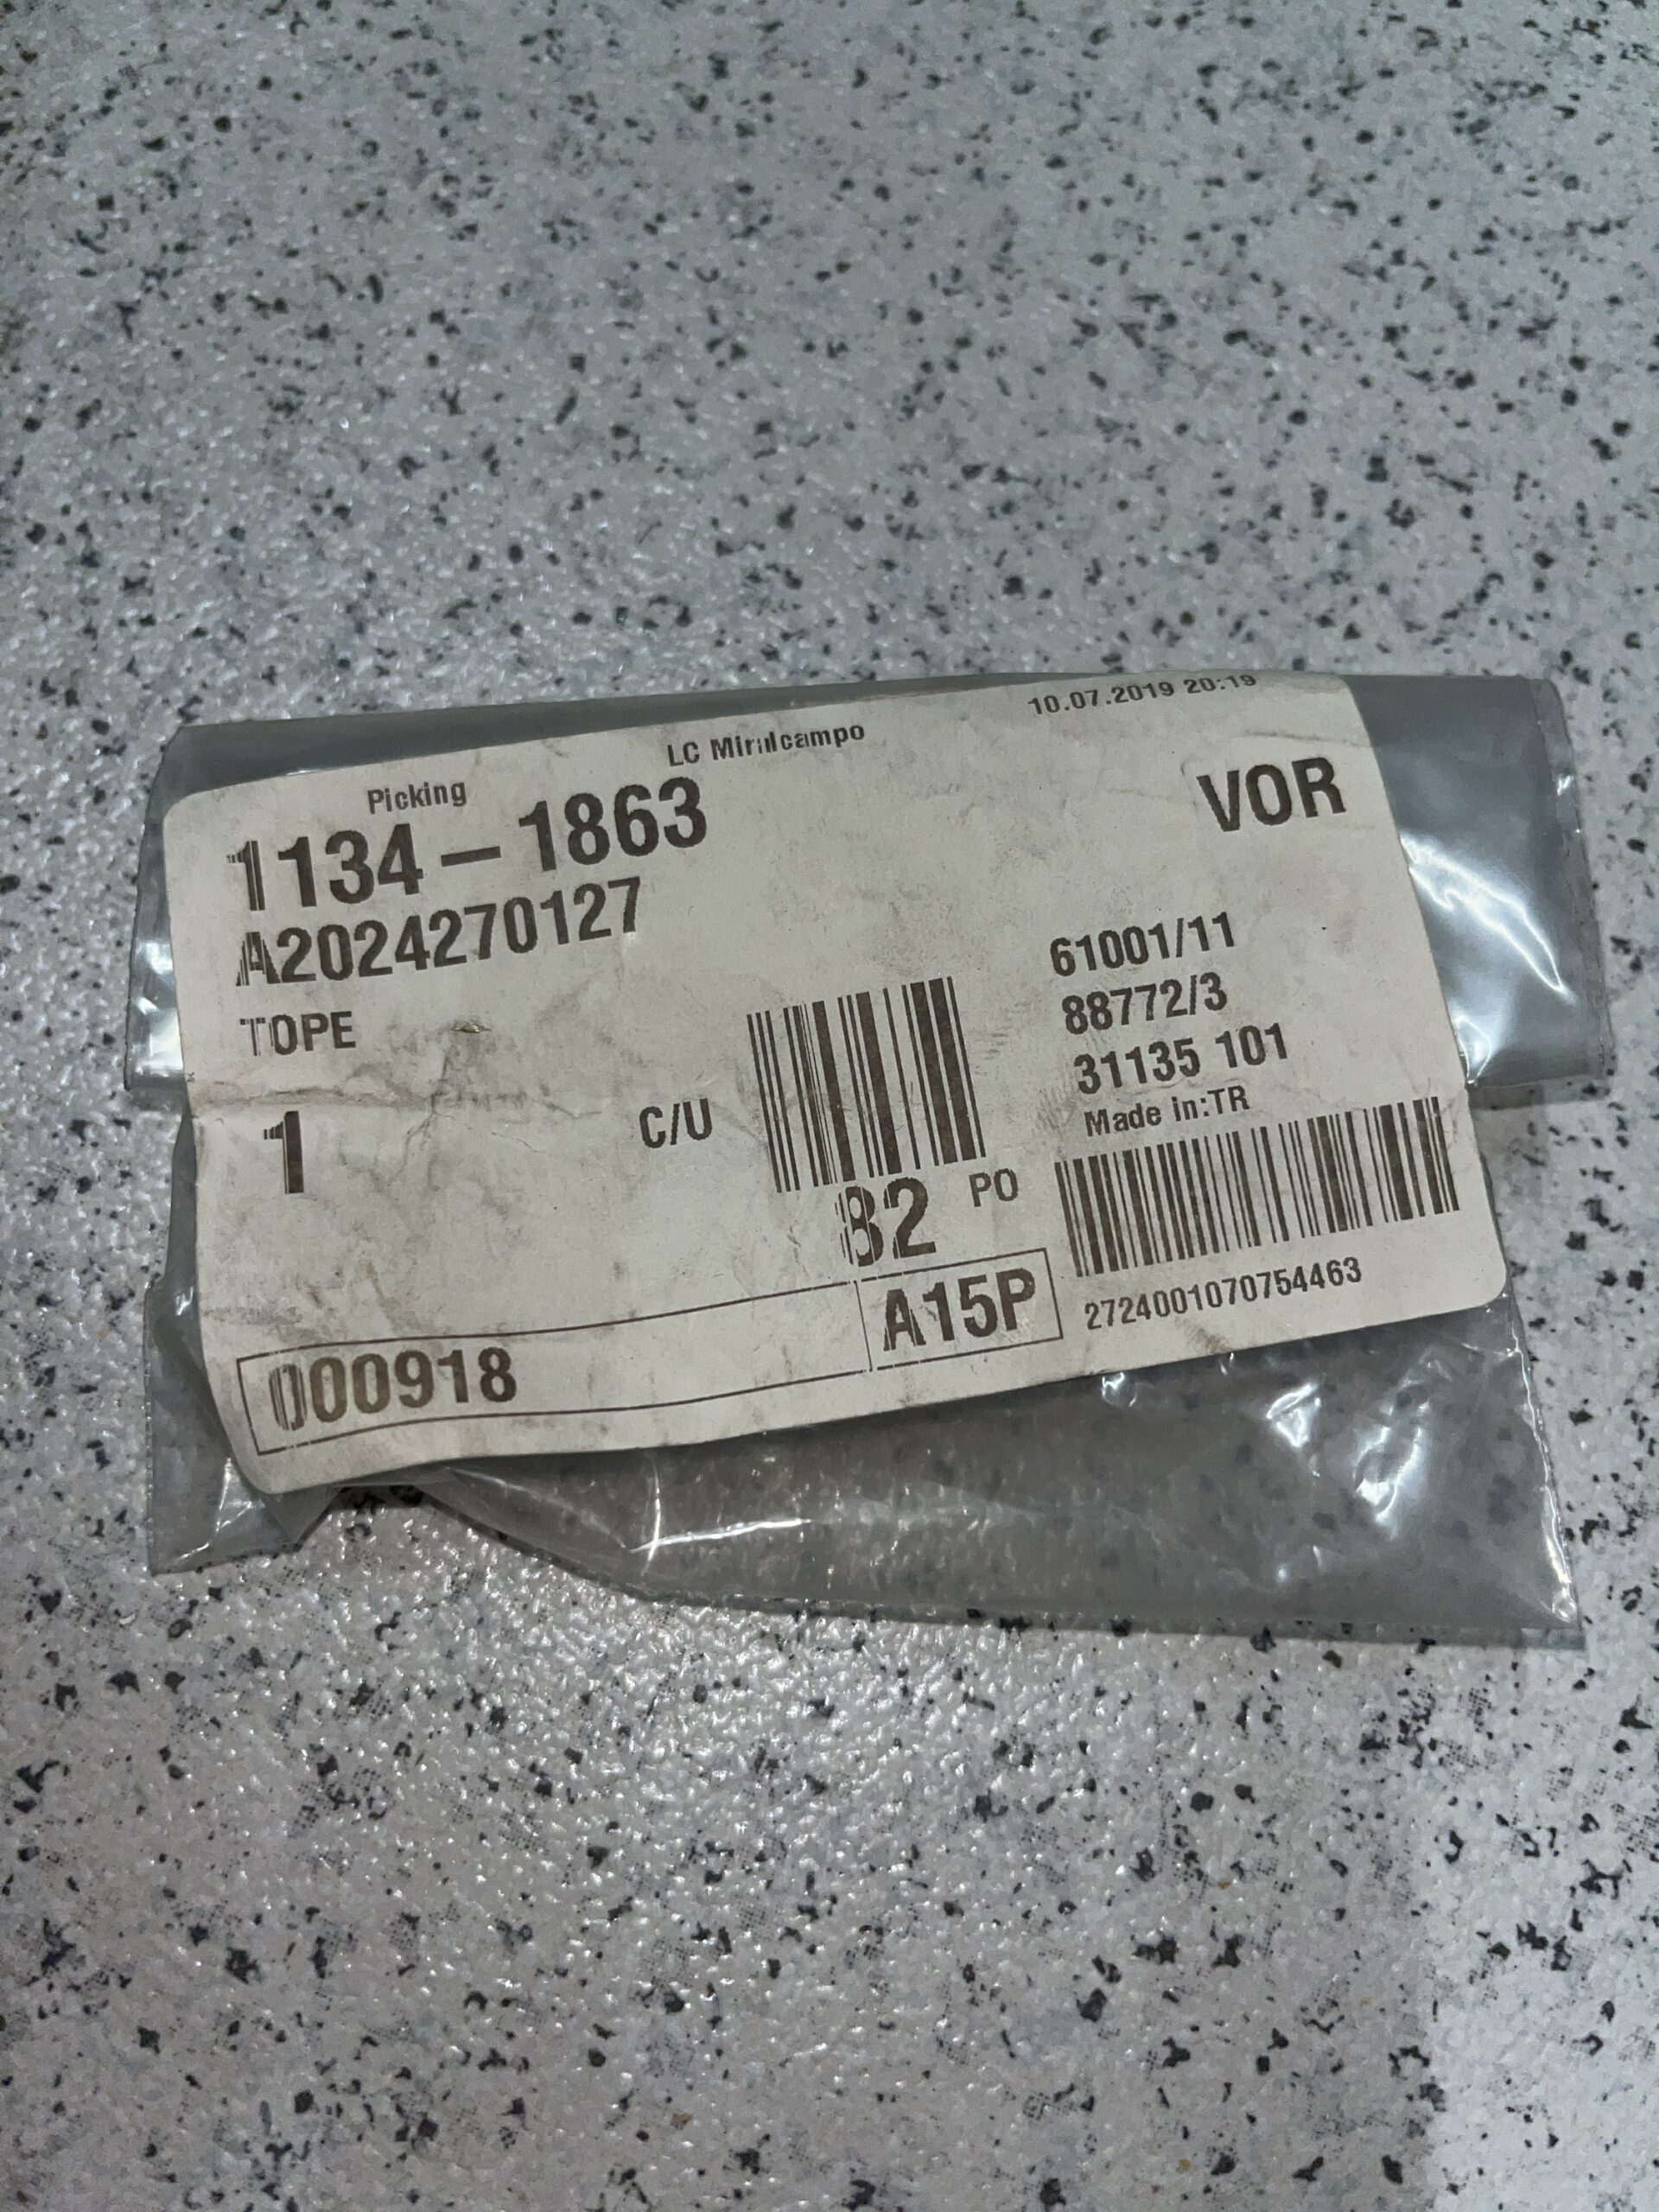 10.07.2019 20:19
LC Miralcampo
Picking
1134-1863
VOR
A2024270127
TOPE
61001/11
88772/3
31135 101
Made in:TR
1
C/U
82
PO
A15P
2724001070754463
000918